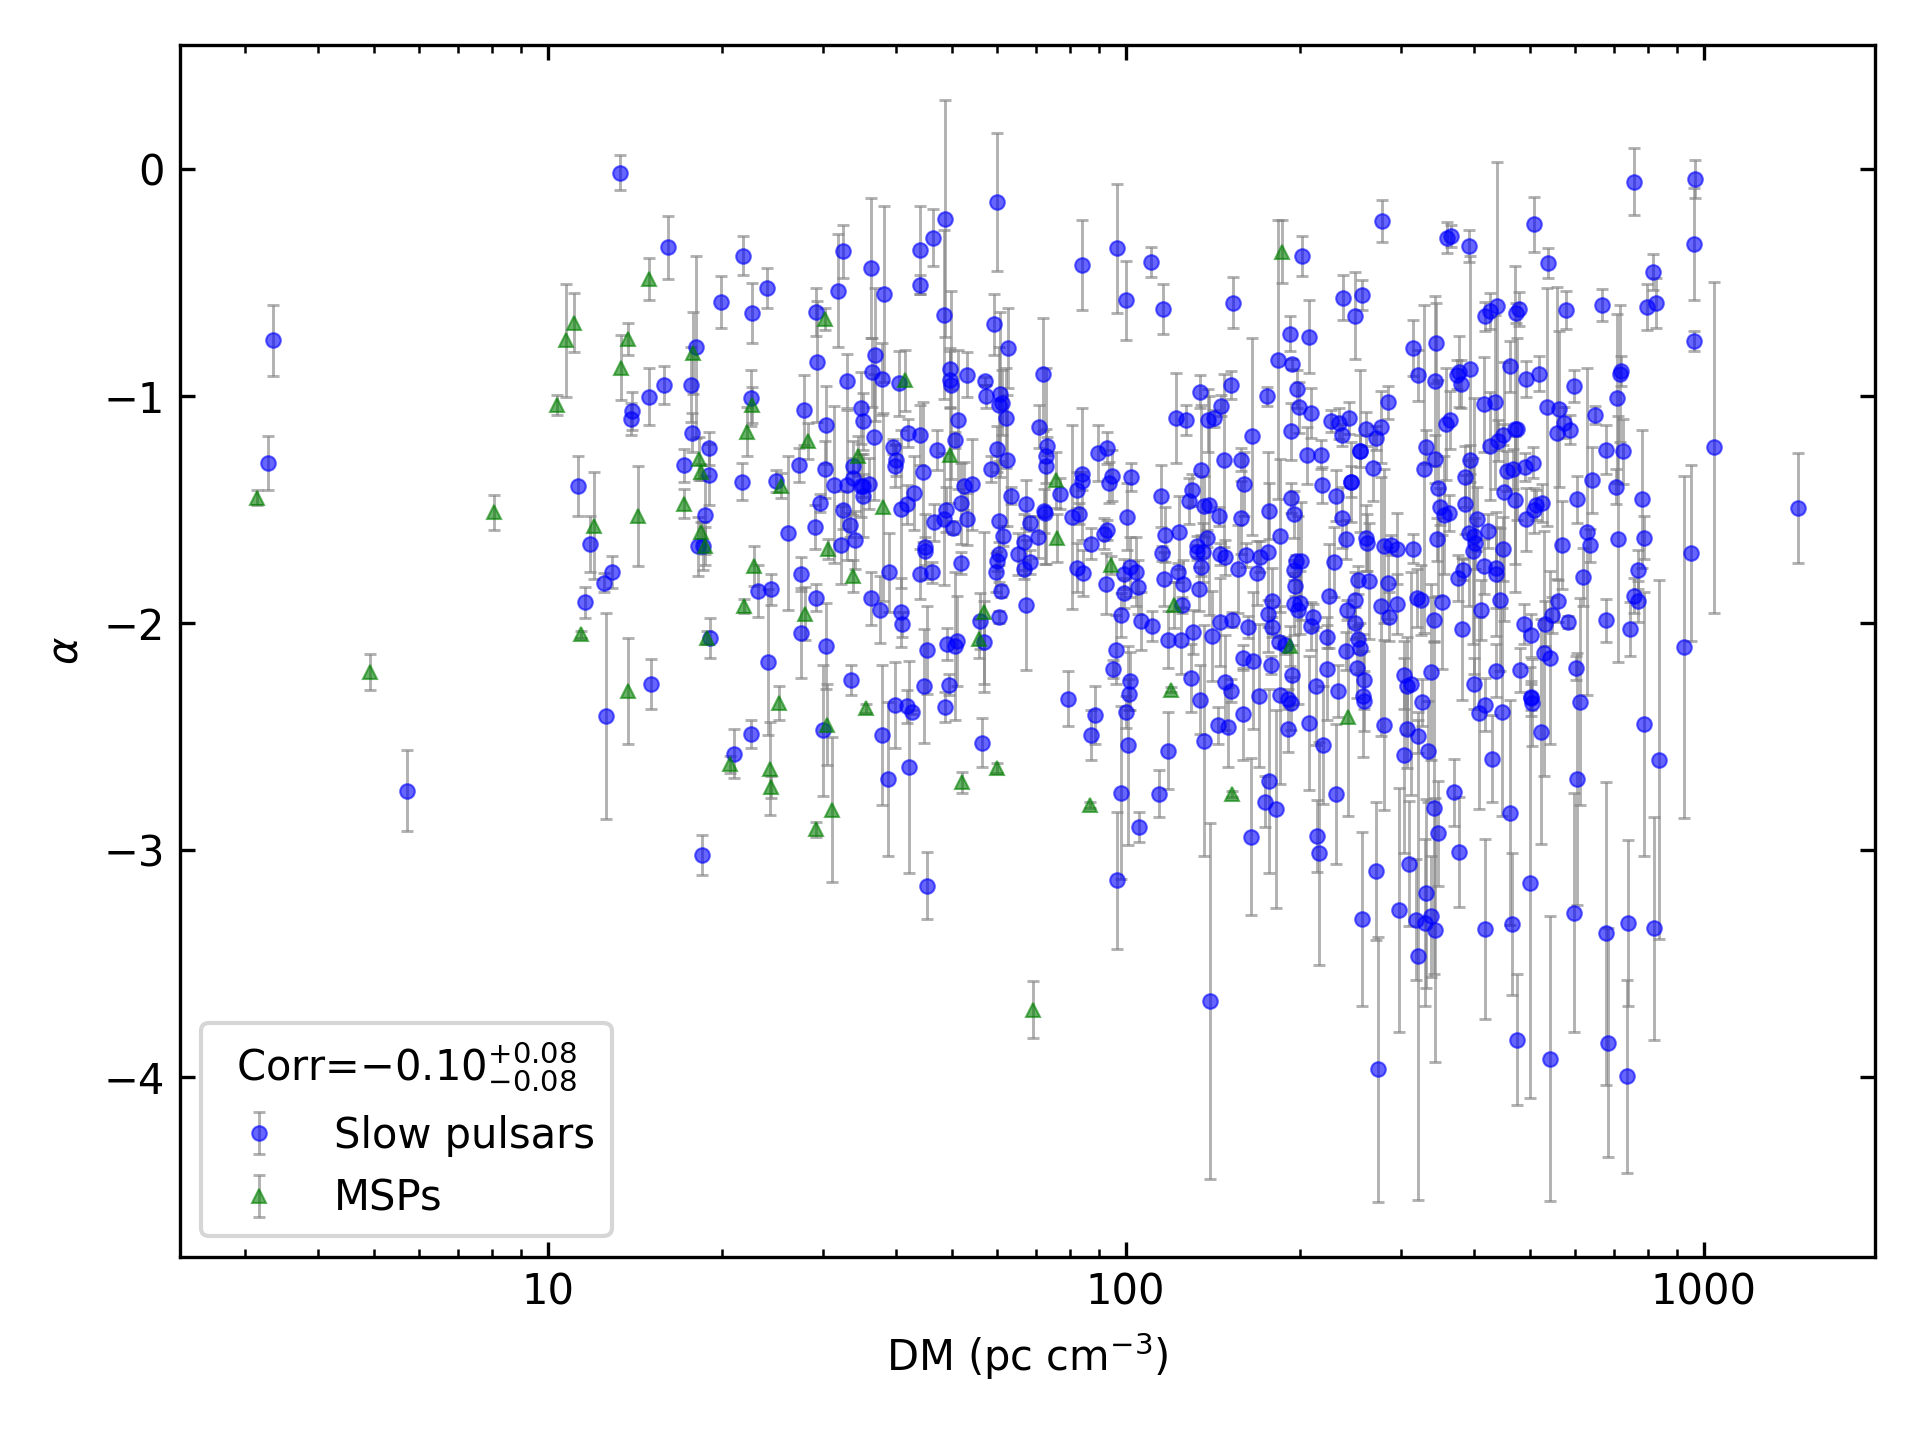 0
−1
−2
−3
−4
α
Corr=−0.10^{+0.08}_{−0.08}
Slow pulsars
MSPs
10 100 1000
DM (pc cm⁻³)